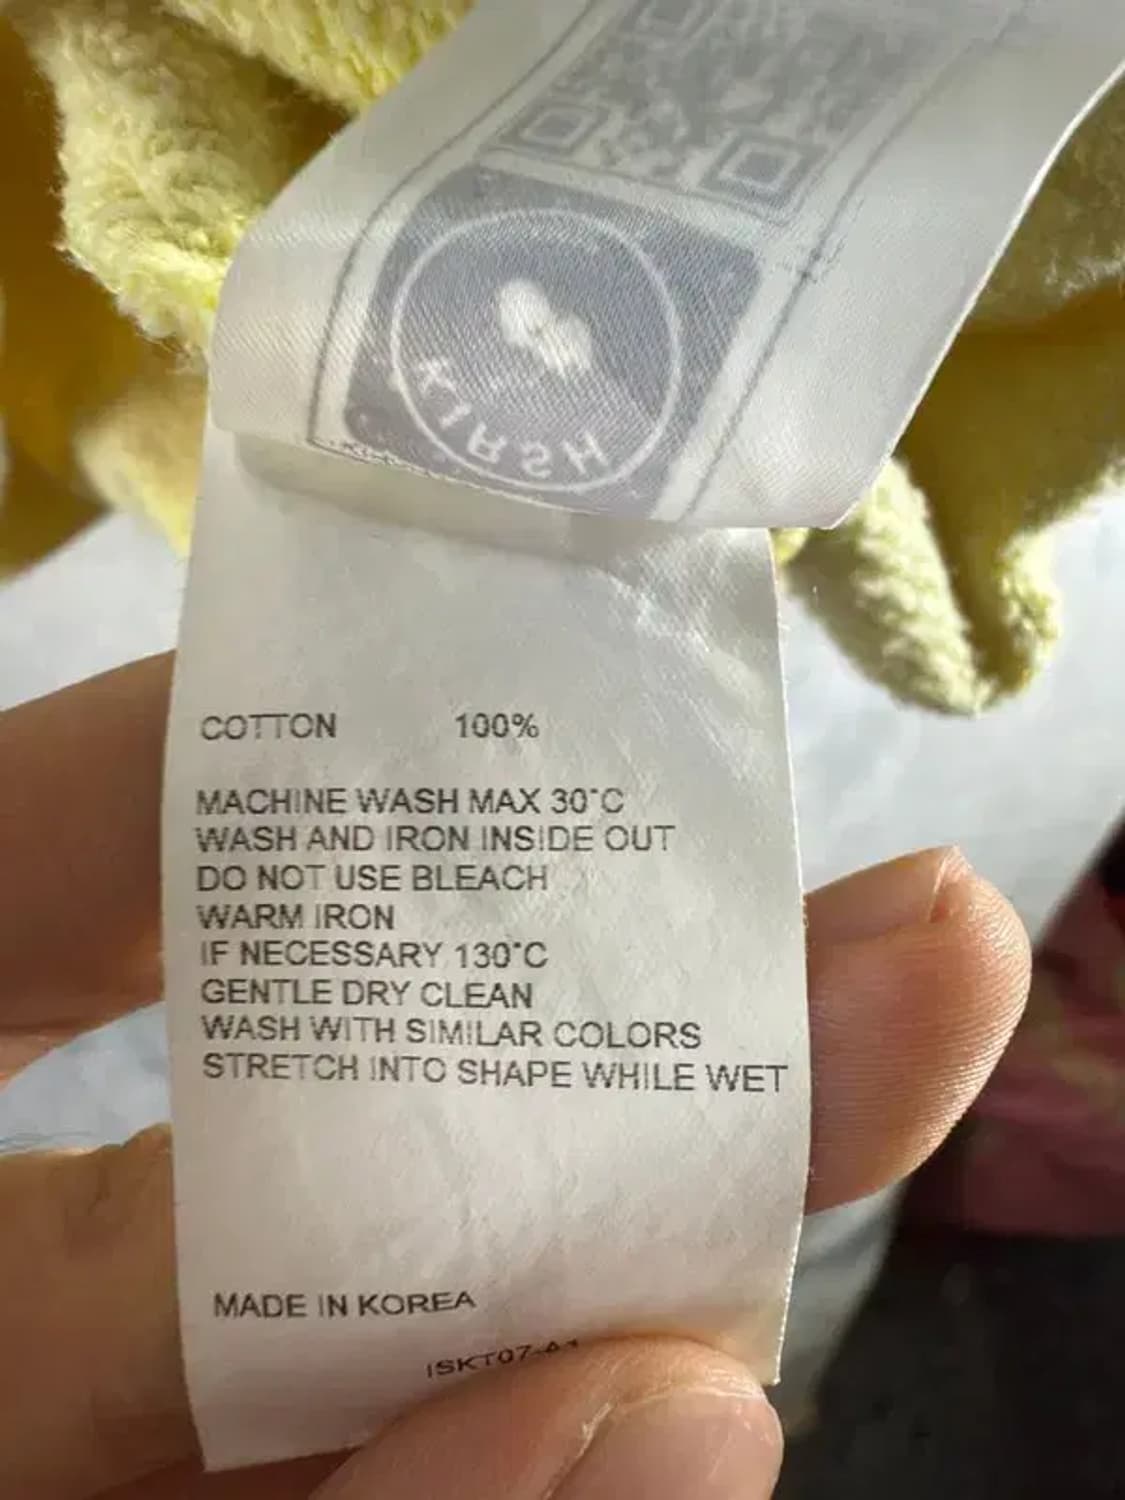 COTTON 100%
MACHINE WASH MAX 30°C
WASH AND IRON INSIDE OUT
DO NOT USE BLEACH
WARM IRON
IF NECESSARY 130°C
GENTLE DRY CLEAN
WASH WITH SIMILAR COLORS
STRETCH INTO SHAPE WHILE WET
MADE IN KOREA